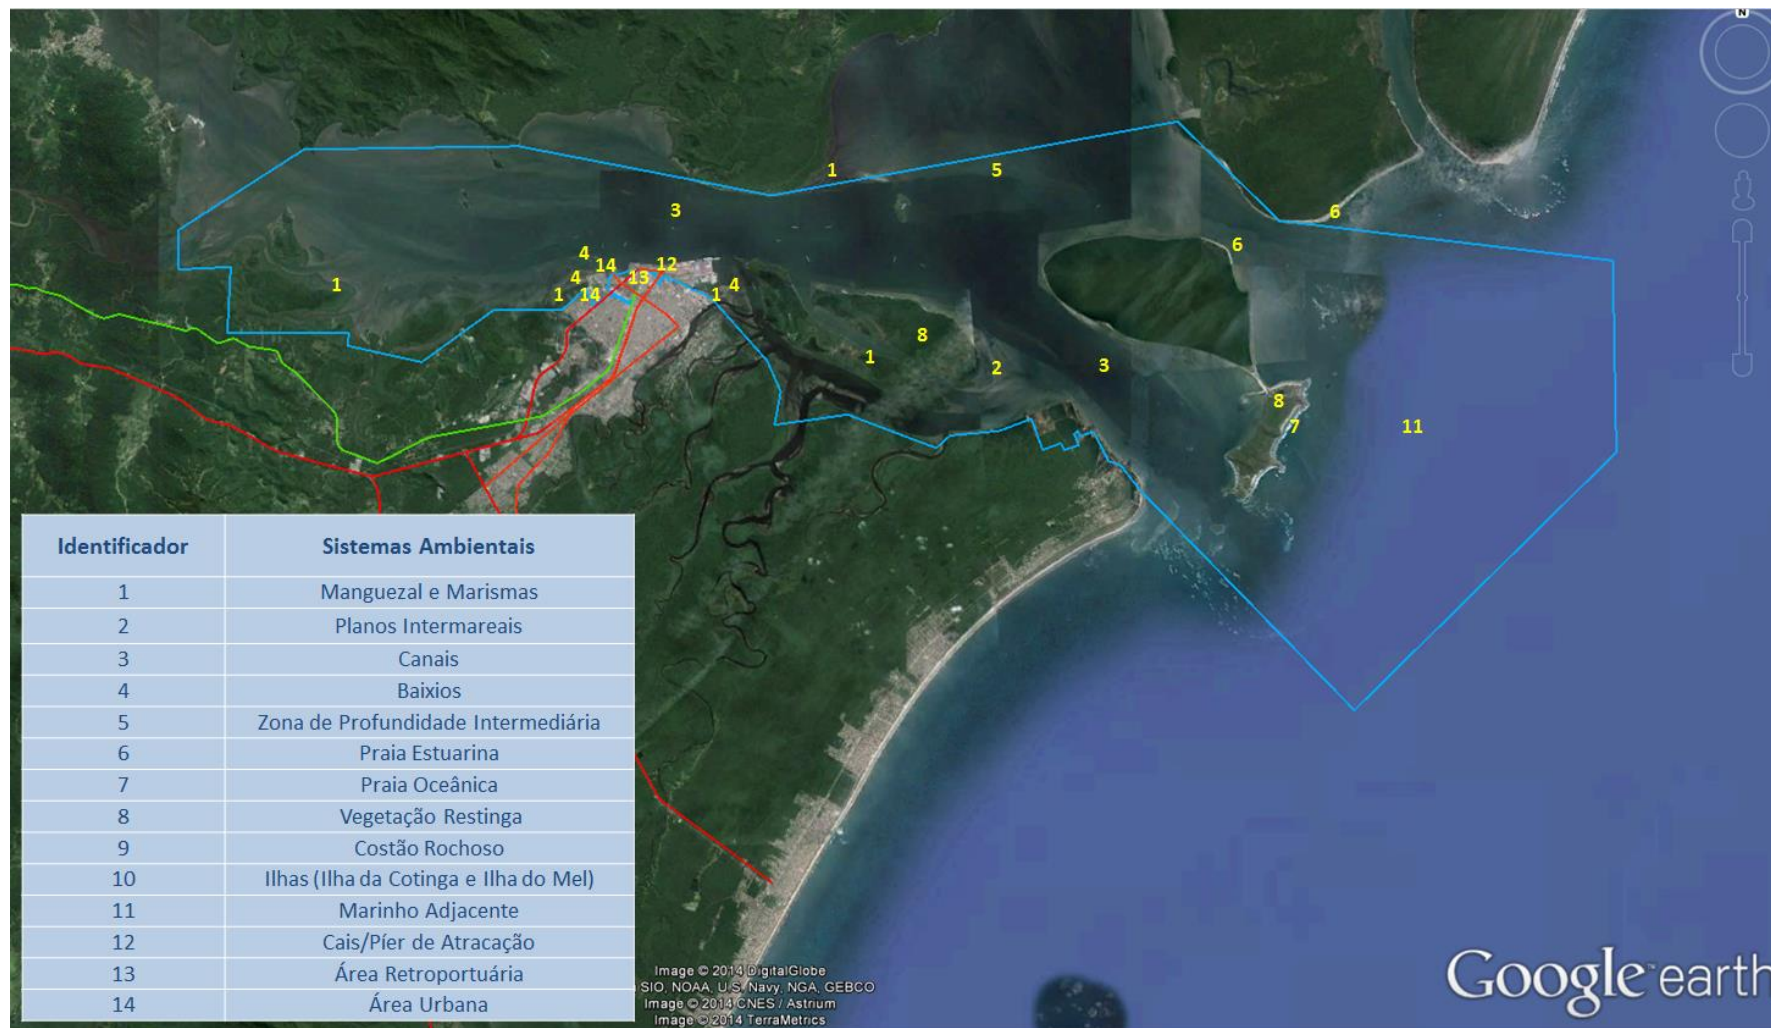 N
1
5
3
6
6
4
14
12
4
13
4
1
1
14
1
8
1
2
3
8
7
11
Identificador Sistemas Ambientais
1 Manguezal e Marismas
2 Planos Intermareais
3 Canais
4 Baixios
5 Zona de Profundidade Intermediária
6 Praia Estuarina
7 Praia Oceânica
8 Vegetação Restinga
9 Costão Rochoso
10 Ilhas (Ilha da Cotinga e Ilha do Mel)
11 Marinho Adjacente
12 Cais/Píer de Atracação
13 Área Retroportuária
14 Área Urbana
Image © 2014 DigitalGlobe
SIO, NOAA, U.S. Navy, NGA, GEBCO
Image © 2014 CNES / Astrium
Image © 2014 TerraMetrics
Google earth